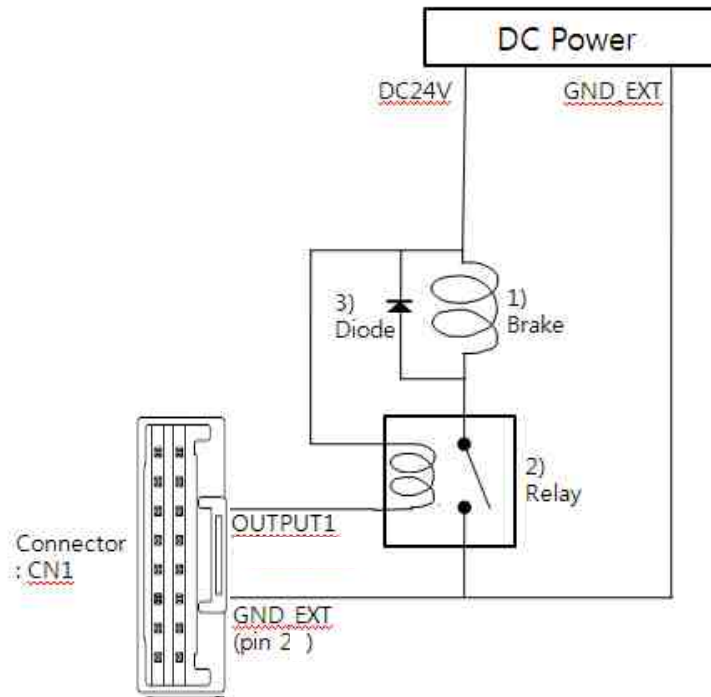 DC Power
DC24V
GND_EXT
3)
Diode
1)
Brake
2)
Relay
OUTPUT1
Connector
: CN1
GND_EXT
(pin 2  )